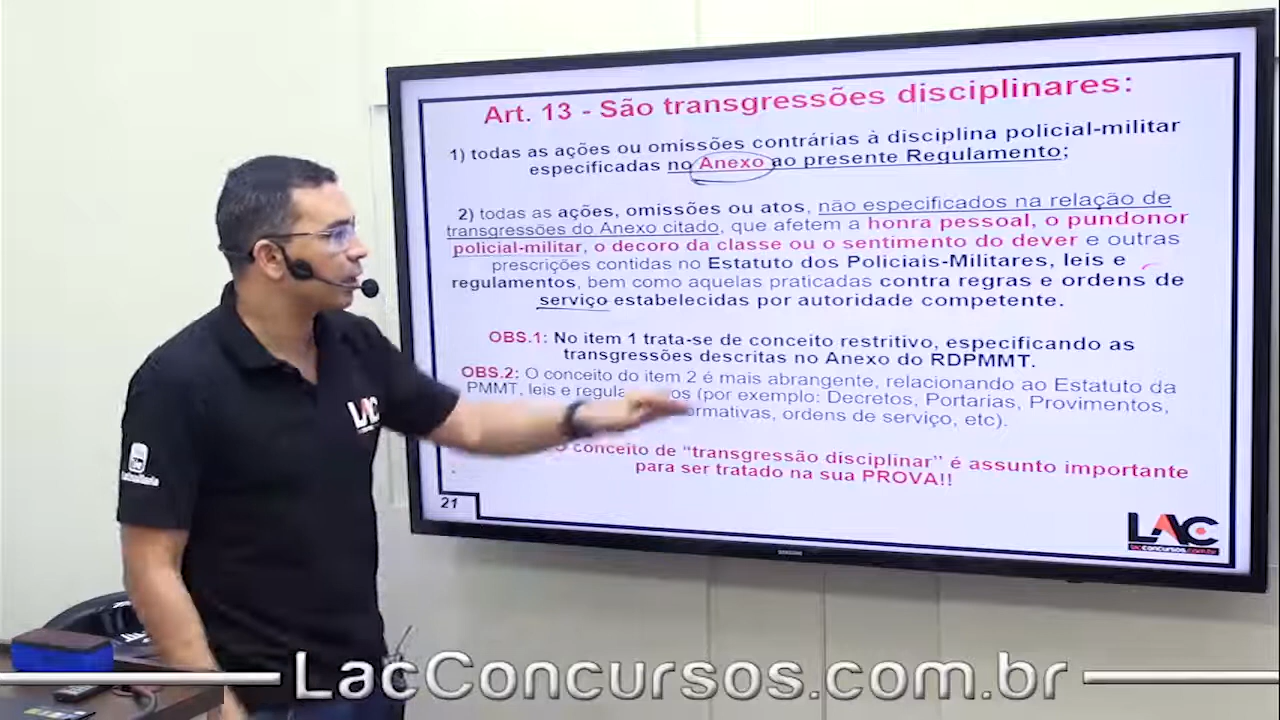 Art. 13 - São transgressões disciplinares:
1) todas as ações ou omissões contrárias à disciplina policial-militar
especificadas no Anexo ao presente Regulamento;
2) todas as ações, omissões ou atos, não especificados na relação de
transgressões do Anexo citado, que afetem a honra pessoal, o pundonor
policial-militar, o decoro da classe ou o sentimento do dever e outras
prescrições contidas no Estatuto dos Policiais-Militares, leis e
regulamentos, bem como aquelas praticadas contra regras e ordens de
serviço estabelecidas por autoridade competente.
OBS.1: No item 1 trata-se de conceito restritivo, especificando as
transgressões descritas no Anexo do RDPMMT.
OBS.2: O conceito do item 2 é mais abrangente, relacionando ao Estatuto da
PMMT, leis e (por exemplo: Decretos, Portarias, Provimentos,
ordens de serviço, etc).
conceito de “transgressão disciplinar” é assunto importante
para ser tratado na sua PROVA!!
21
LAC
lacconcursos.com.br
LAC
LacConcursos.com.br